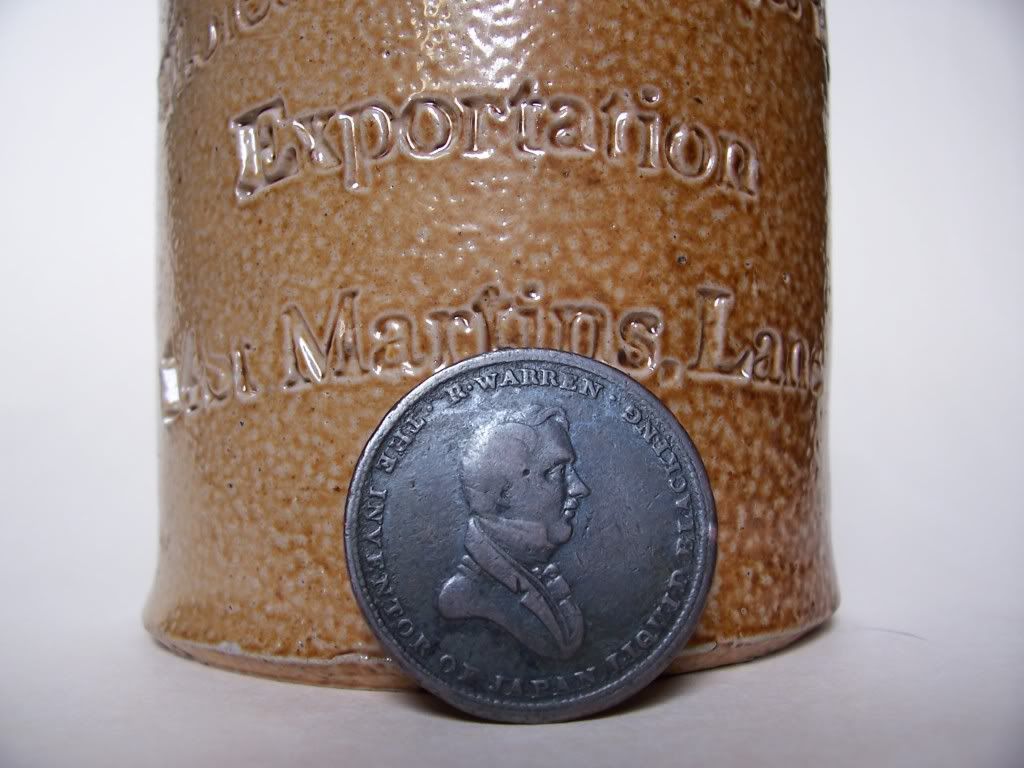 Exportation
St Martins. Lane
R·WARREN · THE INVENTOR OF JAPAN LIQUID BLACKING